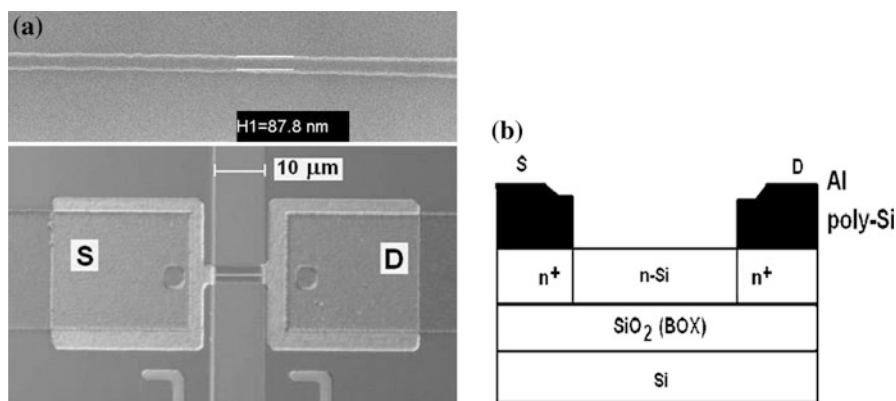 (a)
H1=87.8 nm
10 µm
S
D
(b)
S D
Al
poly-Si
n+ n-Si n+
SiO2 (BOX)
Si